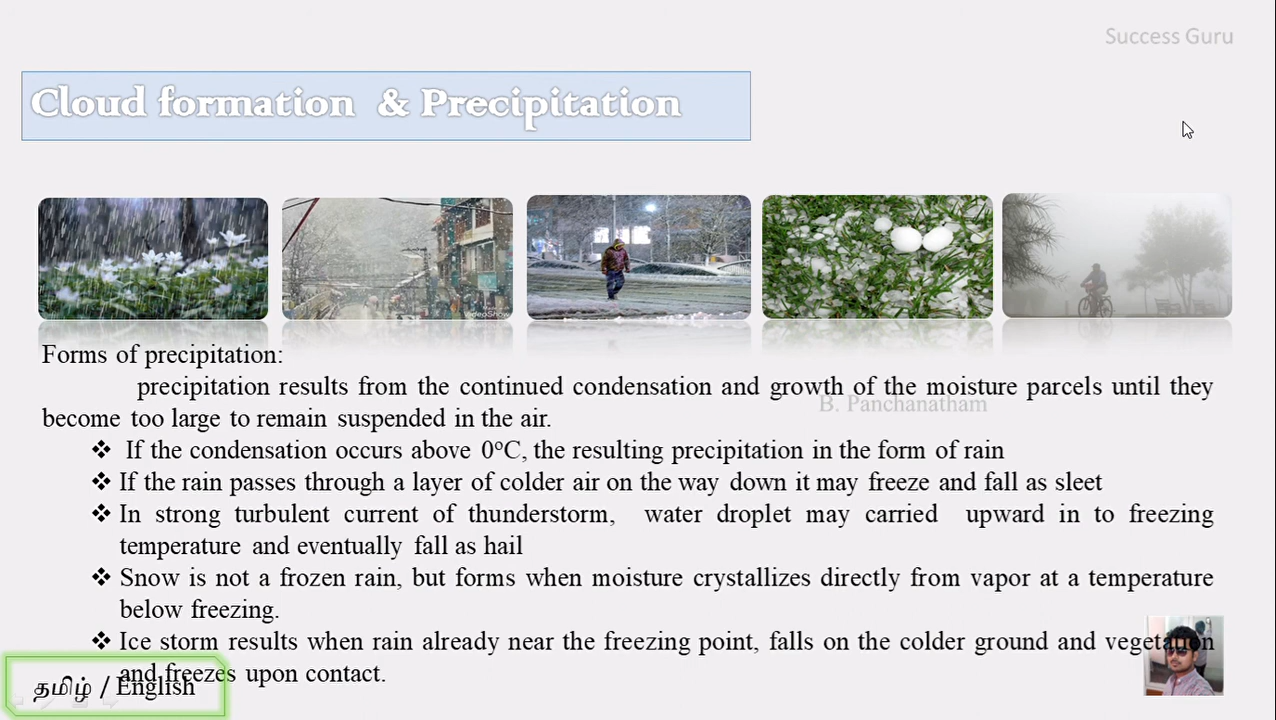 Success Guru
Cloud formation & Precipitation
VideoShow
Forms of precipitation:
precipitation results from the continued condensation and growth of the moisture parcels until they
become too large to remain suspended in the air.
B. Panchanatham
❖ If the condensation occurs above 0°C, the resulting precipitation in the form of rain
❖ If the rain passes through a layer of colder air on the way down it may freeze and fall as sleet
❖ In strong turbulent current of thunderstorm, water droplet may carried upward in to freezing
temperature and eventually fall as hail
❖ Snow is not a frozen rain, but forms when moisture crystallizes directly from vapor at a temperature
below freezing.
❖ Ice storm results when rain already near the freezing point, falls on the colder ground and vegetation
and freezes upon contact.
தமிழ் / English